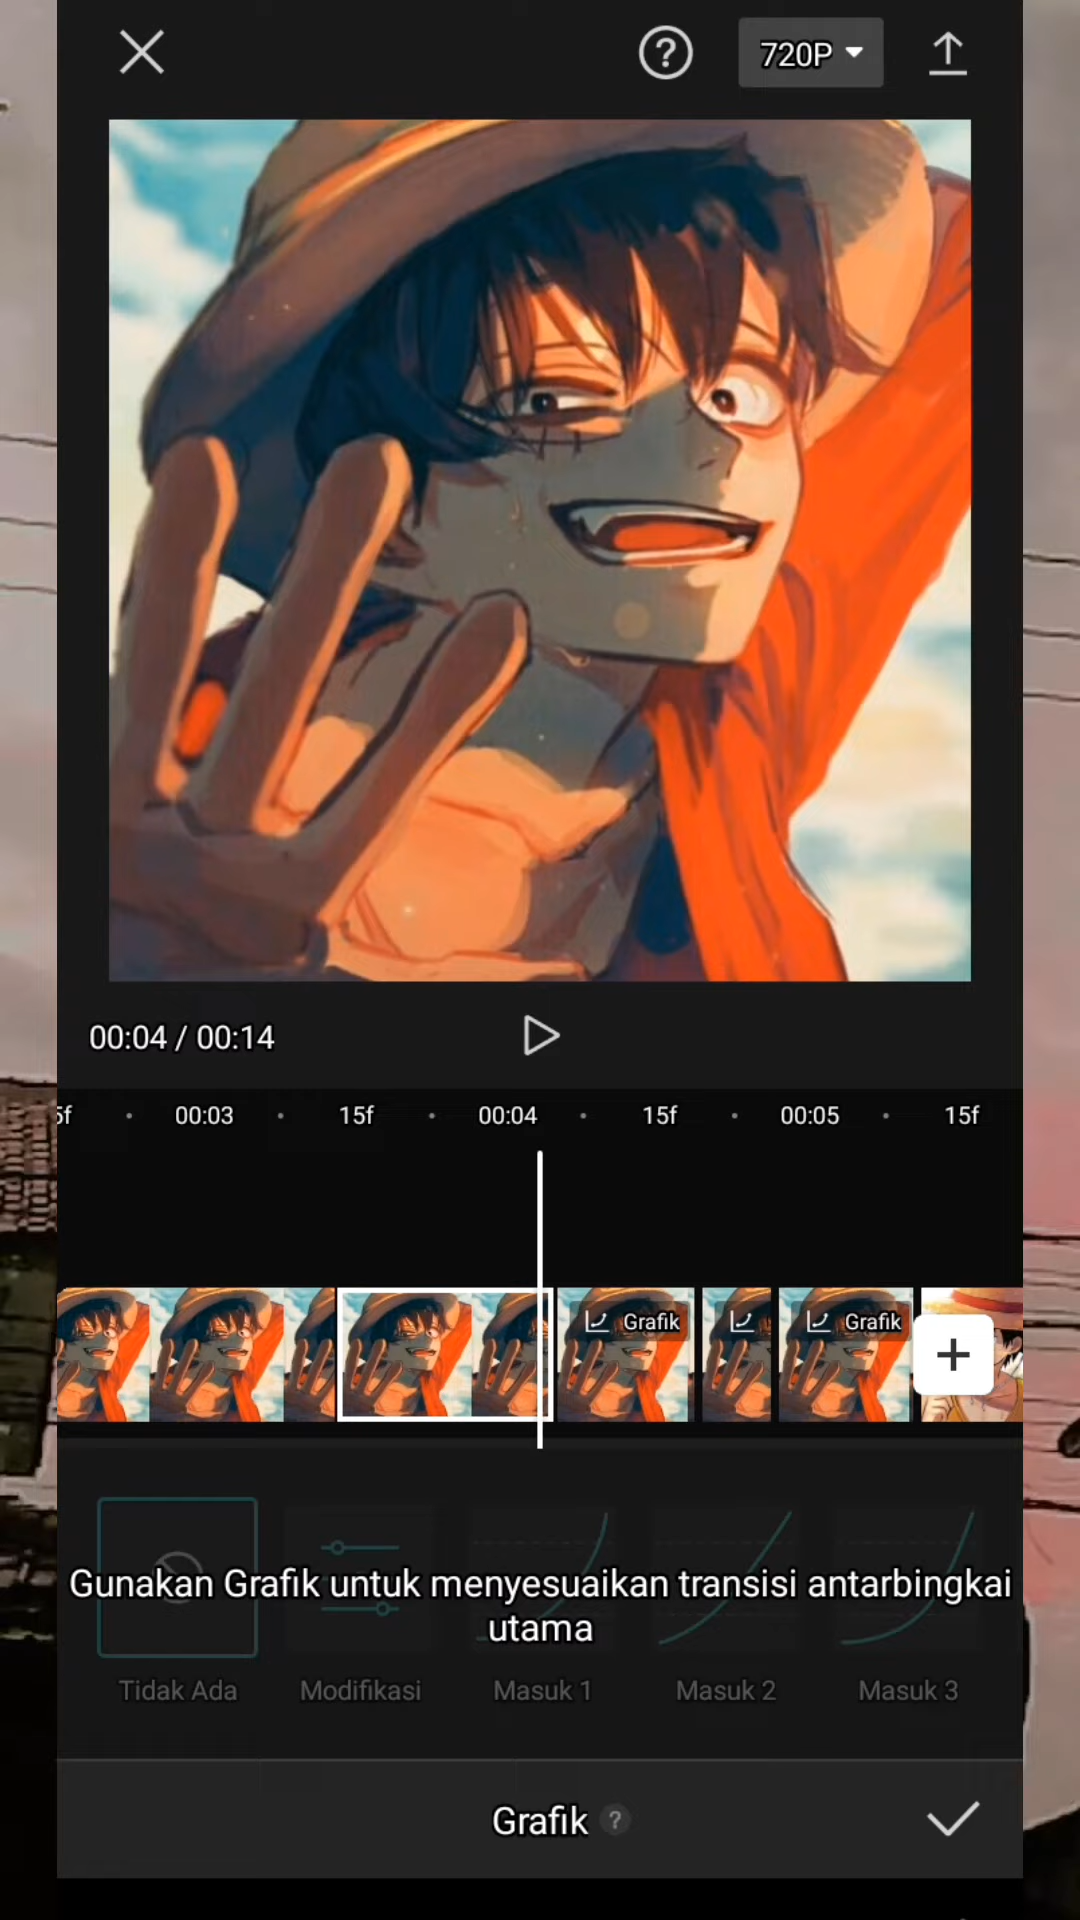 720P
00:04 / 00:14
5f
00:03
15f
00:04
15f
00:05
15f
Grafik
Grafik
Gunakan Grafik untuk menyesuaikan transisi antarbingkai
utama
Tidak Ada
Modifikasi
Masuk 1
Masuk 2
Masuk 3
Grafik ?